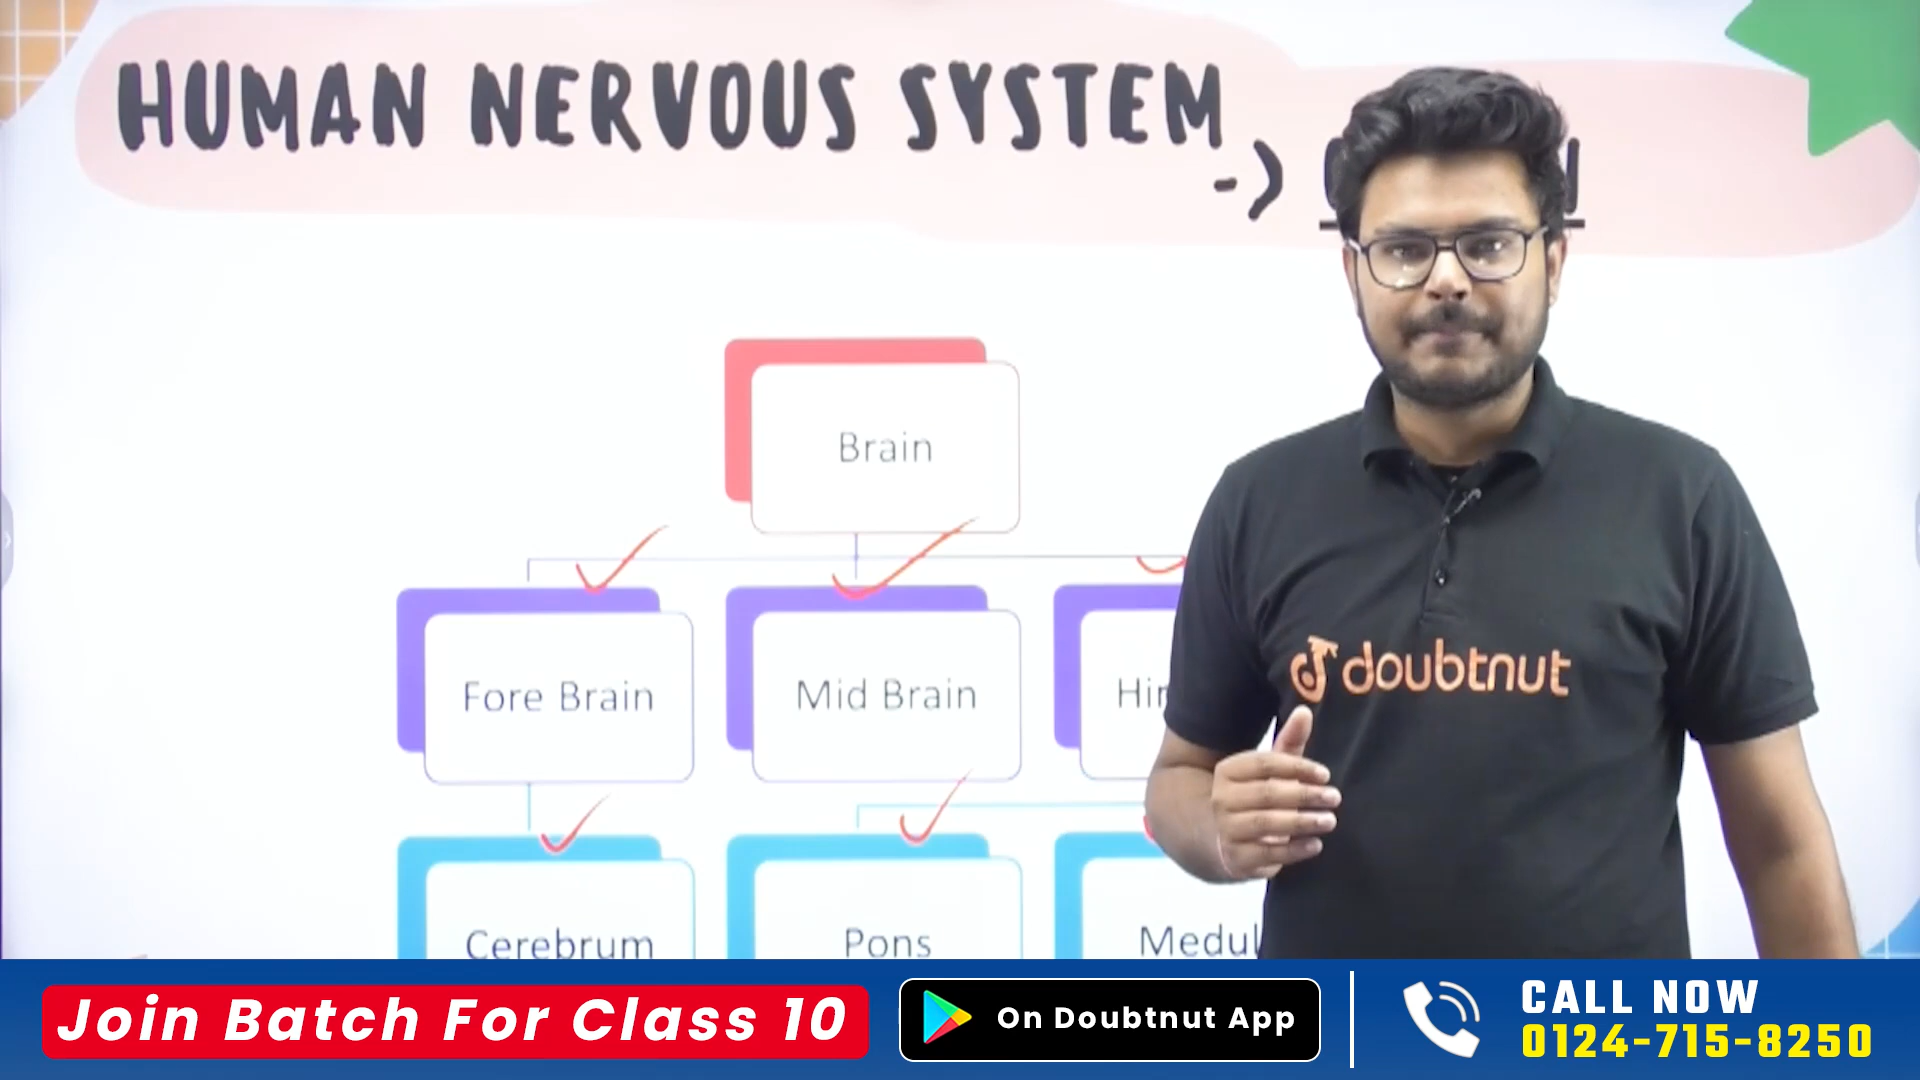 HUMAN NERVOUS SYSTEM
Brain
Fore Brain
Mid Brain
Cerebrum
Pons
doubtnut
Join Batch For Class 10
On Doubtnut App
CALL NOW
0124-715-8250